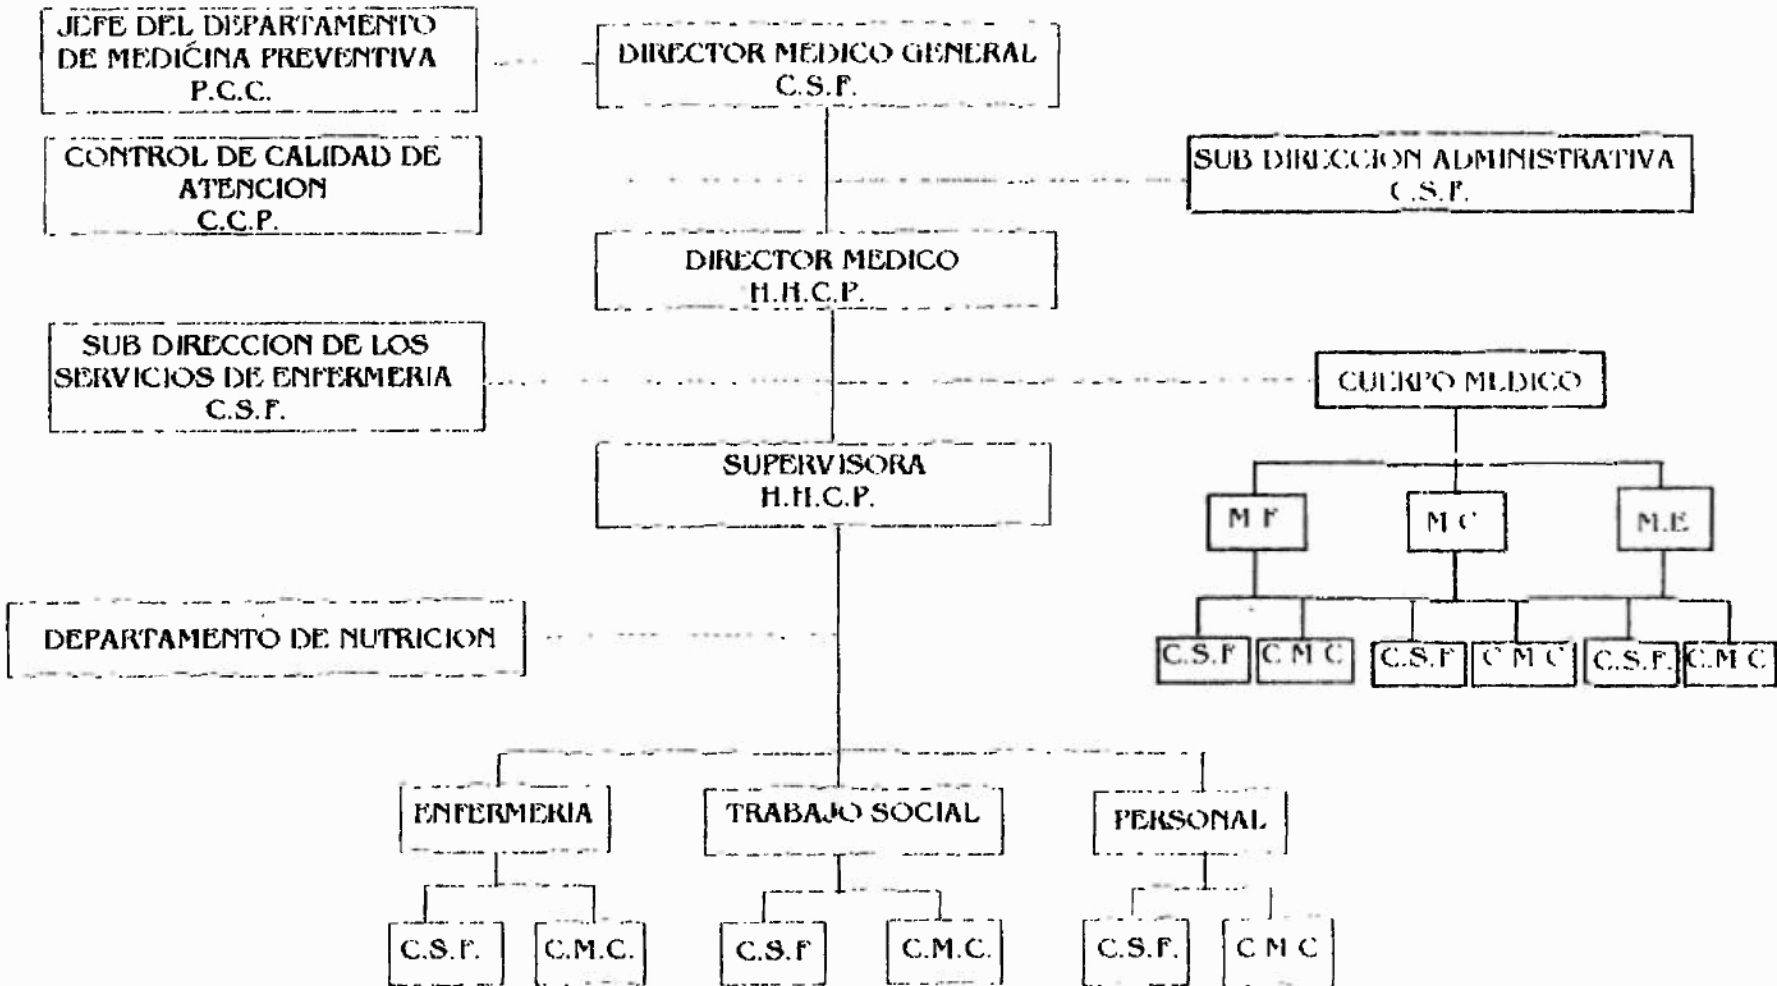 JEFE DEL DEPARTAMENTO
DE MEDICINA PREVENTIVA
P.C.C.
DIRECTOR MEDICO GENERAL
C.S.F.
CONTROL DE CALIDAD DE
ATENCION
C.C.P.
SUB DIRECCION ADMINISTRATIVA
C.S.F.
DIRECTOR MEDICO
H.H.C.P.
SUB DIRECCION DE LOS
SERVICIOS DE ENFERMERIA
C.S.F.
CUERPO MEDICO
SUPERVISORA
H.H.C.P.
M F
M C
M.E
DEPARTAMENTO DE NUTRICION
C.S.F
C M C
C.S.F
C M C
C.S.F.
C.M.C
ENFERMERIA
TRABAJO SOCIAL
PERSONAL
C.S.F.
C.M.C.
C.S.F
C.M.C.
C.S.F.
C M C